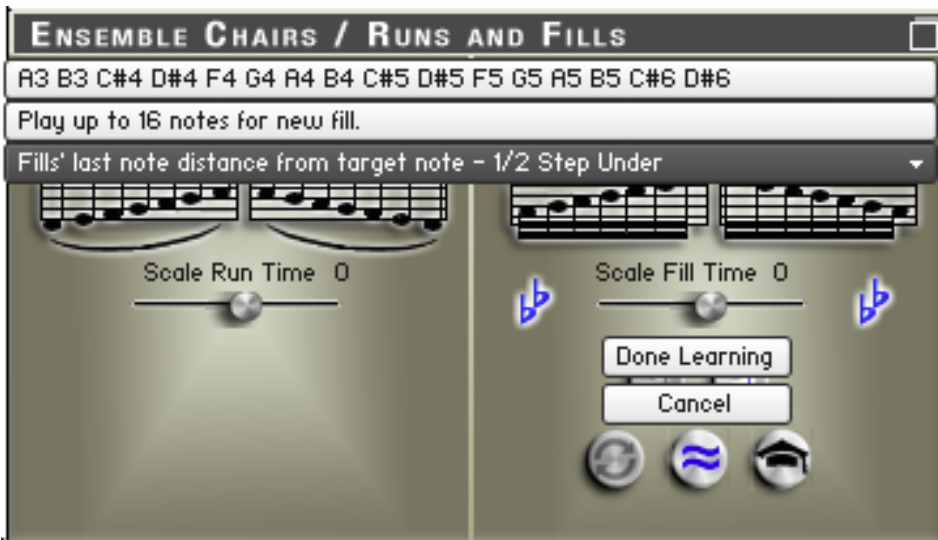 Ensemble Chairs / Runs and Fills
A3 B3 C#4 D#4 F4 G4 A4 B4 C#5 D#5 F5 G5 A5 B5 C#6 D#6
Play up to 16 notes for new fill.
Fills' last note distance from target note - 1/2 Step Under
Scale Run Time 0
Scale Fill Time 0
Done Learning
Cancel